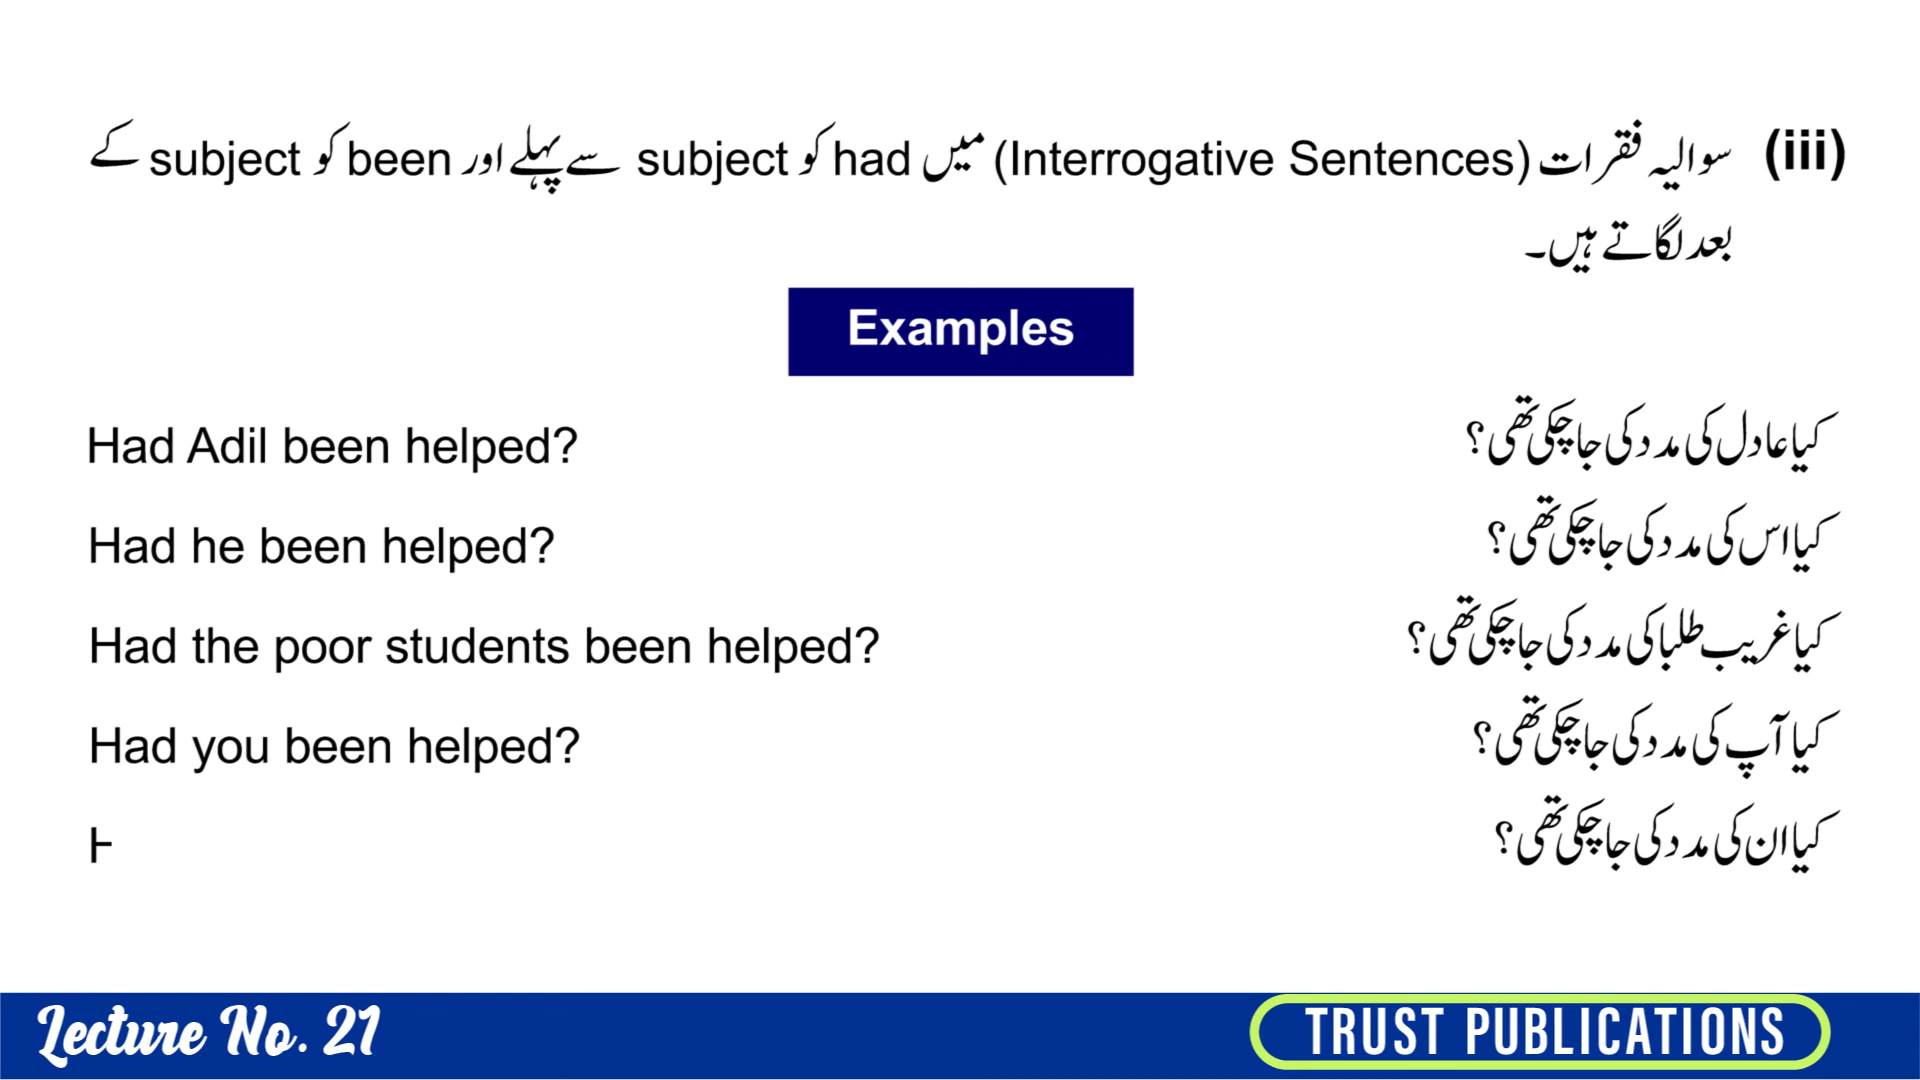 (iii) سوالیہ فقرات (Interrogative Sentences) میں had کو subject سے پہلے اور been کو subject کے
بعد لگاتے ہیں۔
Examples
Had Adil been helped? کیا عادل کی مدد کی جا چکی تھی؟
Had he been helped? کیا اس کی مدد کی جا چکی تھی؟
Had the poor students been helped? کیا غریب طلبا کی مدد کی جا چکی تھی؟
Had you been helped? کیا آپ کی مدد کی جا چکی تھی؟
کیا ان کی مدد کی جا چکی تھی؟
Lecture No. 21 TRUST PUBLICATIONS